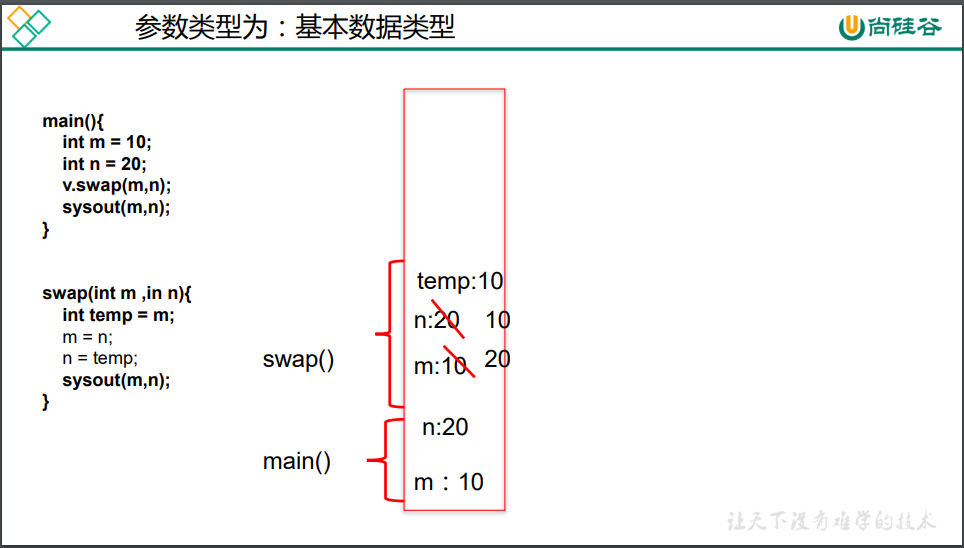 参数类型为：基本数据类型
尚硅谷
main(){
int m = 10;
int n = 20;
v.swap(m,n);
sysout(m,n);
}
swap(int m ,in n){
int temp = m;
m = n;
n = temp;
sysout(m,n);
}
temp:10
n:20 10
m:10 20
swap()
n:20
main()
m：10
让天下没有难学的技术